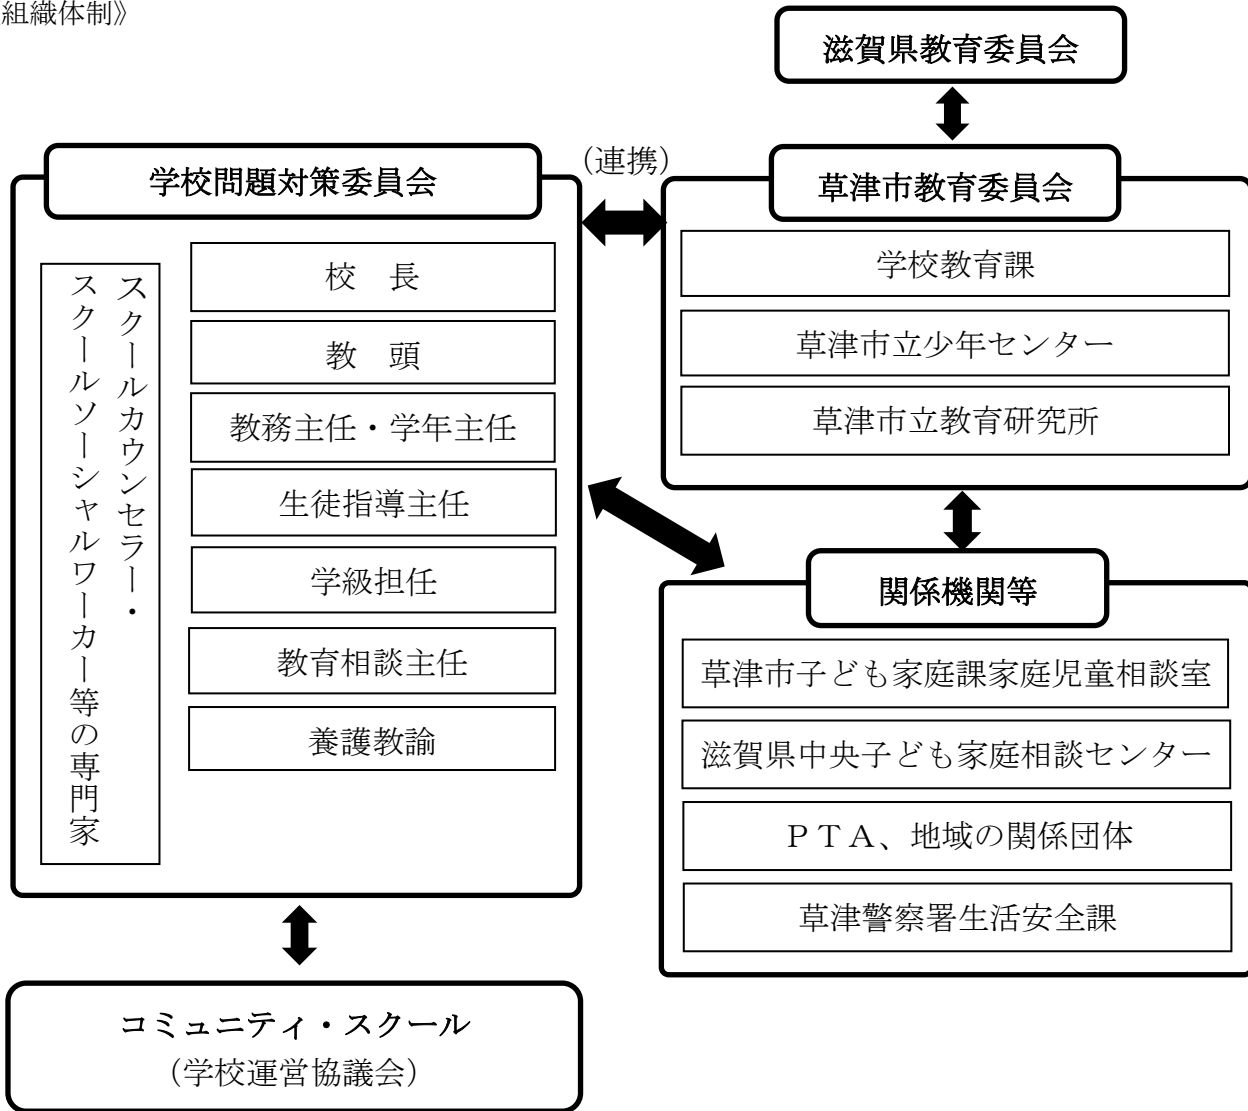 組織体制》
滋賀県教育委員会
(連携)
学校問題対策委員会
スクールカウンセラー・
スクールソーシャルワーカー等の専門家
校　長
教　頭
教務主任・学年主任
生徒指導主任
学級担任
教育相談主任
養護教諭
草津市教育委員会
学校教育課
草津市立少年センター
草津市立教育研究所
関係機関等
草津市子ども家庭課家庭児童相談室
滋賀県中央子ども家庭相談センター
ＰＴＡ、地域の関係団体
草津警察署生活安全課
コミュニティ・スクール
（学校運営協議会）